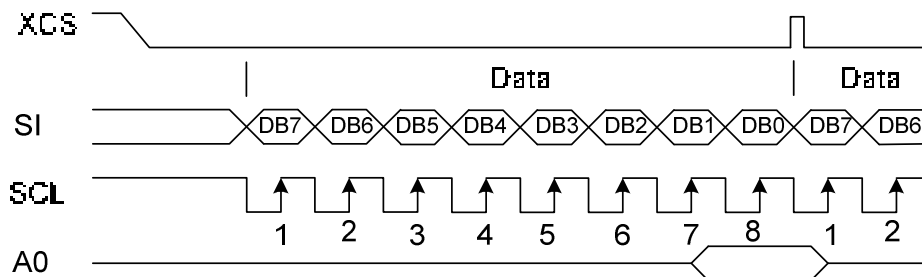 XCS
Data Data
SI DB7 DB6 DB5 DB4 DB3 DB2 DB1 DB0 DB7 DB6
SCL
1 2 3 4 5 6 7 8 1 2
A0